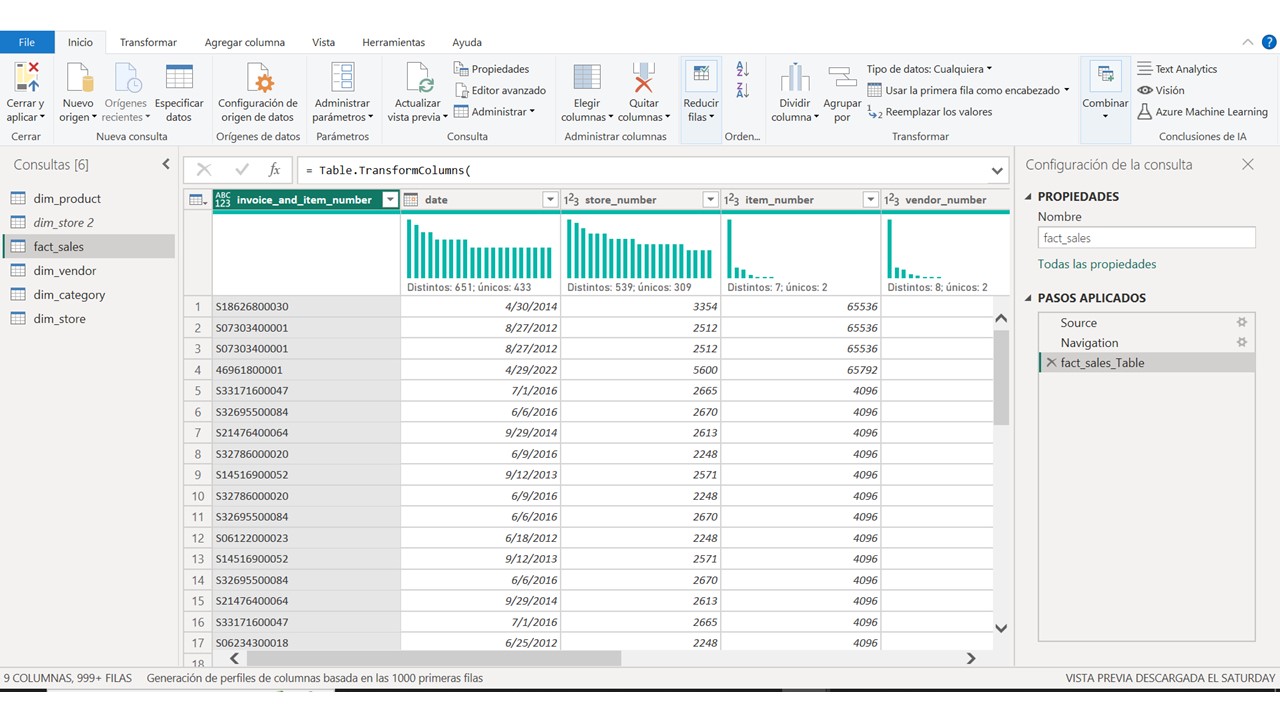 File Inicio Transformar Agregar columna Vista Herramientas Ayuda
Cerrar y aplicar
Cerrar
Nuevo origen
Orígenes recientes
Especificar datos
Nueva consulta
Configuración de origen de datos
Orígenes de datos
Administrar parámetros
Parámetros
Actualizar vista previa
Propiedades
Editor avanzado
Administrar
Consulta
Elegir columnas
Quitar columnas
Administrar columnas
Reducir filas
A
Z
Z
A
Orden...
Dividir columna
Agrupar por
Tipo de datos: Cualquiera
Usar la primera fila como encabezado
1
2 Reemplazar los valores
Transformar
Combinar
Text Analytics
Visión
Azure Machine Learning
Conclusiones de IA
Consultas [6]
dim_product
dim_store 2
fact_sales
dim_vendor
dim_category
dim_store
fx = Table.TransformColumns(
ABC 123 invoice_and_item_number date 123 store_number 123 item_number 123 vendor_number
Distintos: 651; únicos: 433 Distintos: 539; únicos: 309 Distintos: 7; únicos: 2 Distintos: 8; únicos: 2
1 S18626800030 4/30/2014 3354 65536
2 S07303400001 8/27/2012 2512 65536
3 S07303400001 8/27/2012 2512 65536
4 46961800001 4/29/2022 5600 65792
5 S33171600047 7/1/2016 2665 4096
6 S32695500084 6/6/2016 2670 4096
7 S21476400064 9/29/2014 2613 4096
8 S32786000020 6/9/2016 2248 4096
9 S14516900052 9/12/2013 2571 4096
10 S32786000020 6/9/2016 2248 4096
11 S32695500084 6/6/2016 2670 4096
12 S06122000023 6/18/2012 2248 4096
13 S14516900052 9/12/2013 2571 4096
14 S32695500084 6/6/2016 2670 4096
15 S21476400064 9/29/2014 2613 4096
16 S33171600047 7/1/2016 2665 4096
17 S06234300018 6/25/2012 2248 4096
18
Configuración de la consulta
PROPIEDADES
Nombre
fact_sales
Todas las propiedades
PASOS APLICADOS
Source
Navigation
fact_sales_Table
9 COLUMNAS, 999+ FILAS Generación de perfiles de columnas basada en las 1000 primeras filas VISTA PREVIA DESCARGADA EL SATURDAY